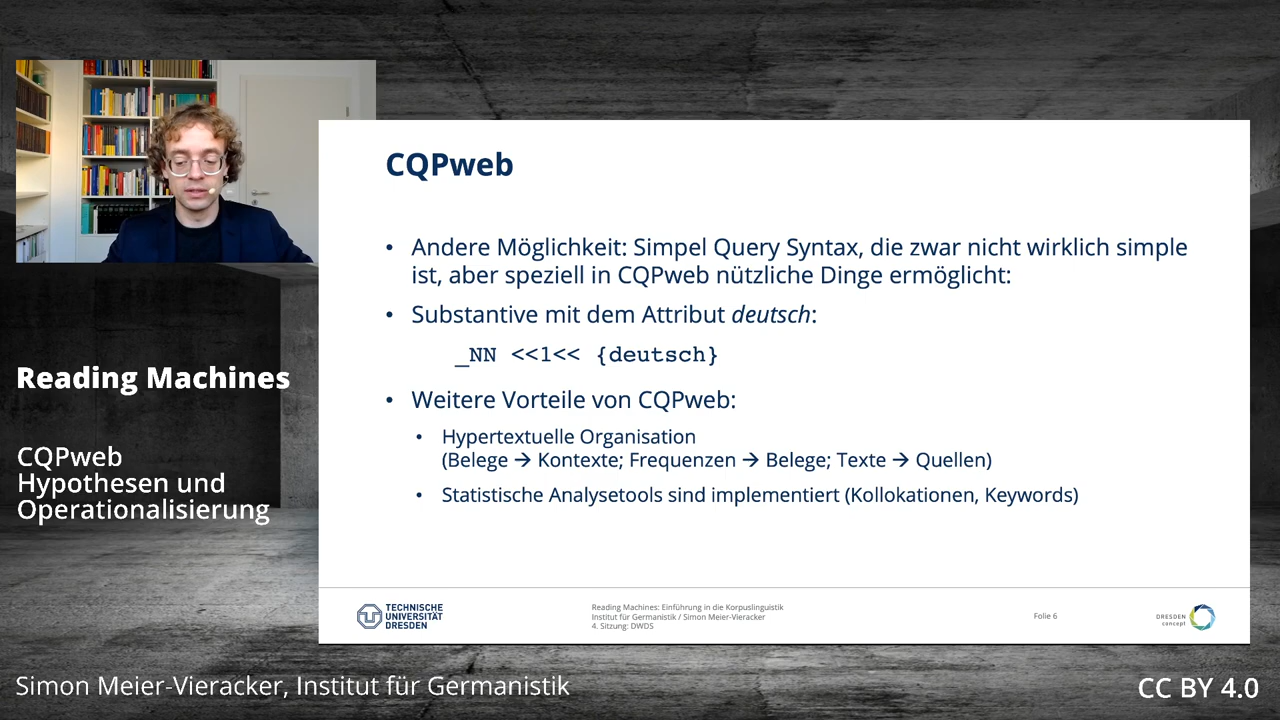 CQPweb
• Andere Möglichkeit: Simpel Query Syntax, die zwar nicht wirklich simple
ist, aber speziell in CQPweb nützliche Dinge ermöglicht:
• Substantive mit dem Attribut deutsch:
_NN <<1<< {deutsch}
• Weitere Vorteile von CQPweb:
• Hypertextuelle Organisation
(Belege → Kontexte; Frequenzen → Belege; Texte → Quellen)
• Statistische Analysetools sind implementiert (Kollokationen, Keywords)
TECHNISCHE
UNIVERSITÄT
DRESDEN
Reading Machines: Einführung in die Korpuslinguistik
Institut für Germanistik / Simon Meier-Vieracker
4. Sitzung: DWDS
Folie 6
DRESDEN
concept
Reading Machines
CQPweb
Hypothesen und
Operationalisierung
Simon Meier-Vieracker, Institut für Germanistik
CC BY 4.0